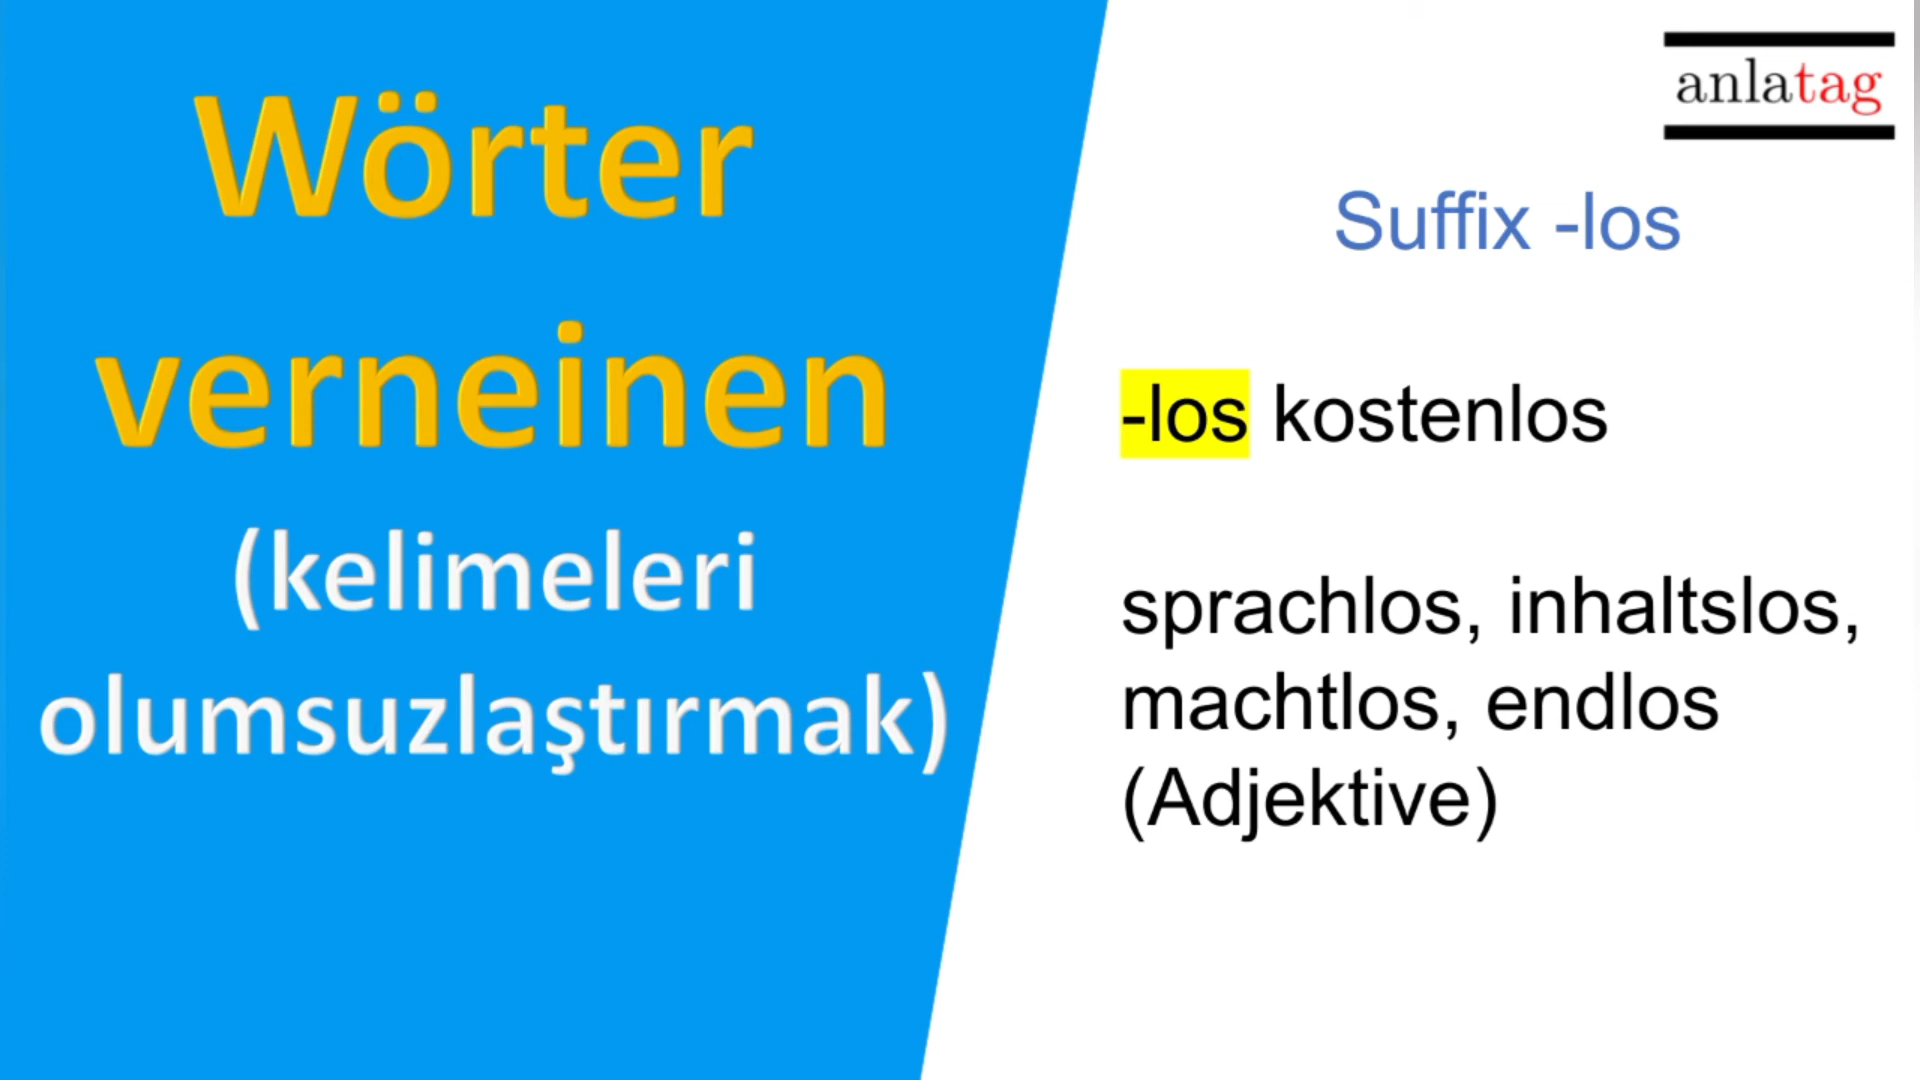 Wörter
verneinen
(kelimeleri
olumsuzlaştırmak)
anlatag
Suffix -los
-los kostenlos
sprachlos, inhaltslos,
machtlos, endlos
(Adjektive)